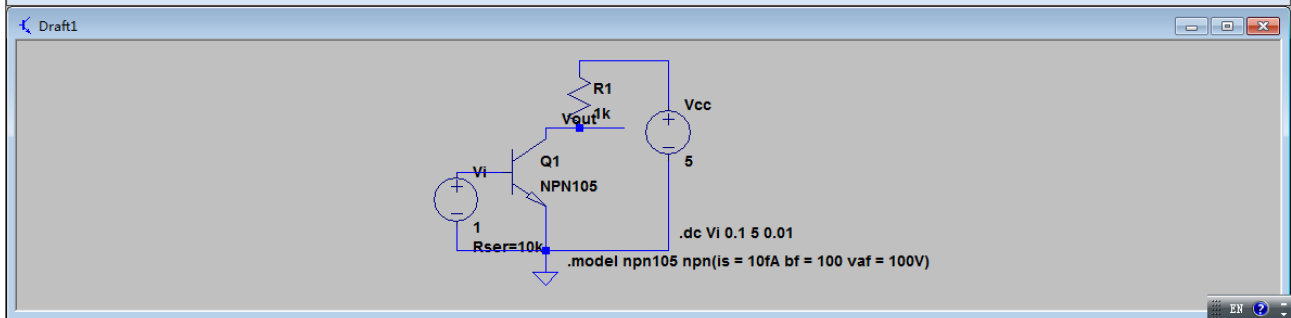 Draft1
R1
1k
Vcc
Vout
5
Q1
Vi
NPN105
1
Rser=10k
.dc Vi 0.1 5 0.01
.model npn105 npn(is = 10fA bf = 100 vaf = 100V)
EN